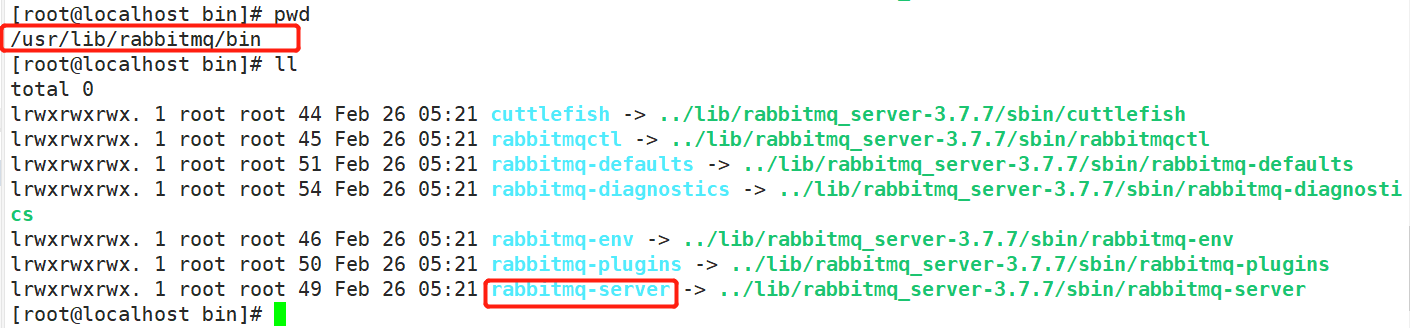 [root@localhost bin]# pwd
/usr/lib/rabbitmq/bin
[root@localhost bin]# ll
total 0
lrwxrwxrwx. 1 root root 44 Feb 26 05:21 cuttlefish -> ../lib/rabbitmq_server-3.7.7/sbin/cuttlefish
lrwxrwxrwx. 1 root root 45 Feb 26 05:21 rabbitmqctl -> ../lib/rabbitmq_server-3.7.7/sbin/rabbitmqctl
lrwxrwxrwx. 1 root root 51 Feb 26 05:21 rabbitmq-defaults -> ../lib/rabbitmq_server-3.7.7/sbin/rabbitmq-defaults
lrwxrwxrwx. 1 root root 54 Feb 26 05:21 rabbitmq-diagnostics -> ../lib/rabbitmq_server-3.7.7/sbin/rabbitmq-diagnosti
cs
lrwxrwxrwx. 1 root root 46 Feb 26 05:21 rabbitmq-env -> ../lib/rabbitmq_server-3.7.7/sbin/rabbitmq-env
lrwxrwxrwx. 1 root root 50 Feb 26 05:21 rabbitmq-plugins -> ../lib/rabbitmq_server-3.7.7/sbin/rabbitmq-plugins
lrwxrwxrwx. 1 root root 49 Feb 26 05:21 rabbitmq-server -> ../lib/rabbitmq_server-3.7.7/sbin/rabbitmq-server
[root@localhost bin]#